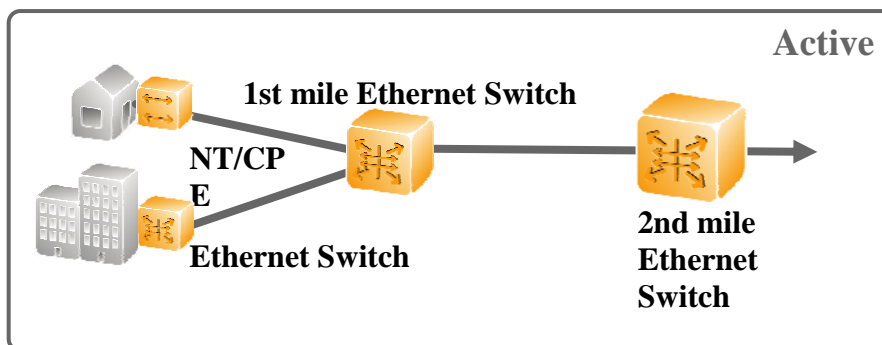 Active
1st mile Ethernet Switch
NT/CP
E
Ethernet Switch
2nd mile
Ethernet
Switch